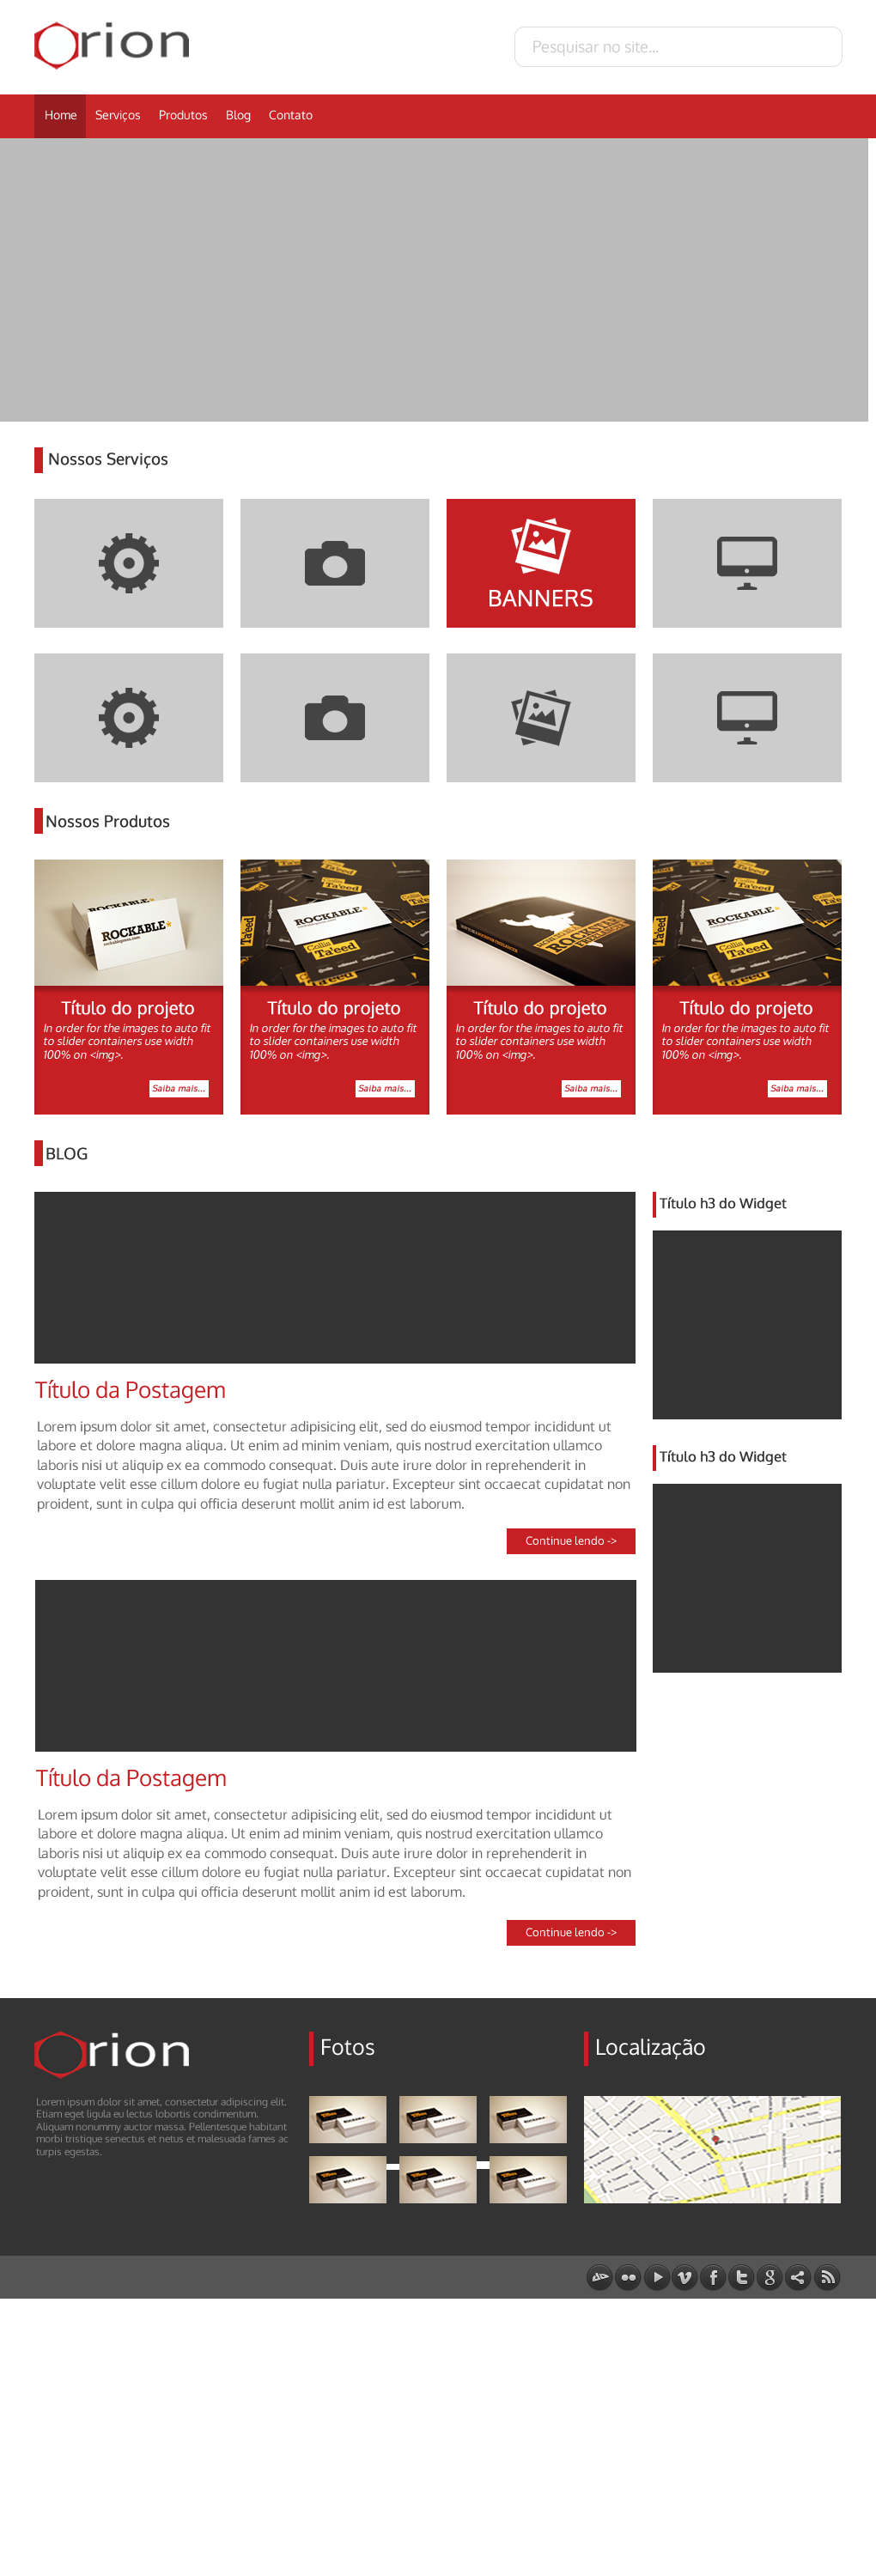 Orion
Pesquisar no site...
Home Serviços Produtos Blog Contato
Nossos Serviços
BANNERS
Nossos Produtos
ROCKABLE
ROCKABLE
ROCKABLE
Título do projeto
In order for the images to auto fit
to slider containers use width
100% on <img>.
Saiba mais...
Título do projeto
In order for the images to auto fit
to slider containers use width
100% on <img>.
Saiba mais...
Título do projeto
In order for the images to auto fit
to slider containers use width
100% on <img>.
Saiba mais...
Título do projeto
In order for the images to auto fit
to slider containers use width
100% on <img>.
Saiba mais...
BLOG
Título da Postagem
Lorem ipsum dolor sit amet, consectetur adipisicing elit, sed do eiusmod tempor incididunt ut
labore et dolore magna aliqua. Ut enim ad minim veniam, quis nostrud exercitation ullamco
laboris nisi ut aliquip ex ea commodo consequat. Duis aute irure dolor in reprehenderit in
voluptate velit esse cillum dolore eu fugiat nulla pariatur. Excepteur sint occaecat cupidatat non
proident, sunt in culpa qui officia deserunt mollit anim id est laborum.
Continue lendo ->
Título da Postagem
Lorem ipsum dolor sit amet, consectetur adipisicing elit, sed do eiusmod tempor incididunt ut
labore et dolore magna aliqua. Ut enim ad minim veniam, quis nostrud exercitation ullamco
laboris nisi ut aliquip ex ea commodo consequat. Duis aute irure dolor in reprehenderit in
voluptate velit esse cillum dolore eu fugiat nulla pariatur. Excepteur sint occaecat cupidatat non
proident, sunt in culpa qui officia deserunt mollit anim id est laborum.
Continue lendo ->
Título h3 do Widget
Título h3 do Widget
Orion
Lorem ipsum dolor sit amet, consectetur adipiscing elit.
Etiam eget ligula eu lectus lobortis condimentum.
Aliquam nonummy auctor massa. Pellentesque habitant
morbi tristique senectus et netus et malesuada fames ac
turpis egestas.
Fotos
Localização